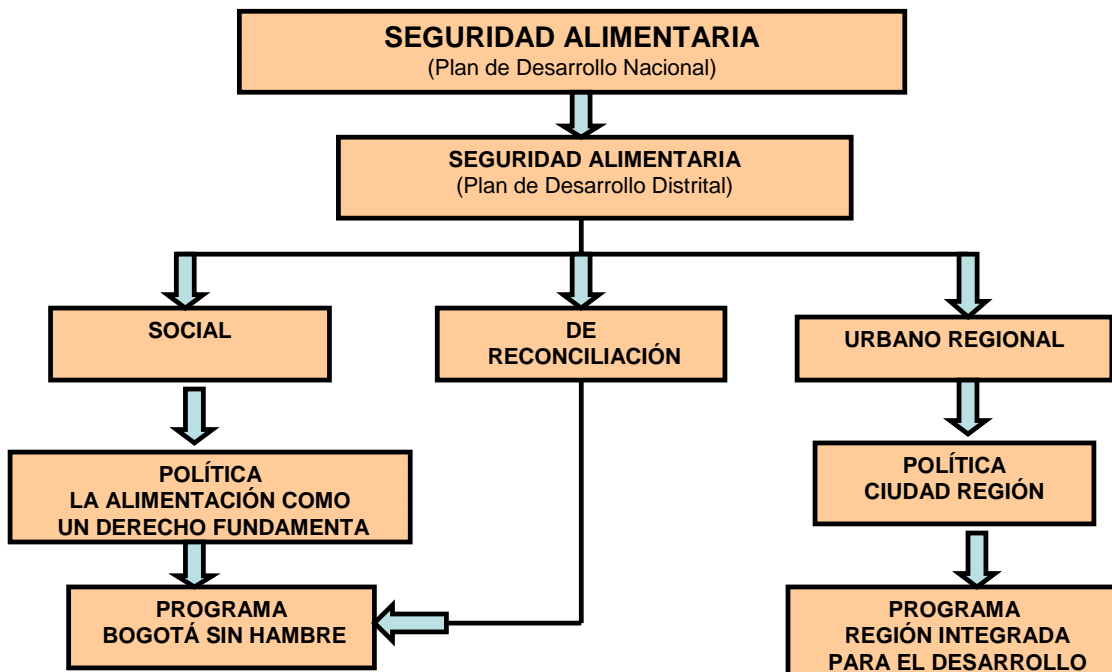 SEGURIDAD ALIMENTARIA
(Plan de Desarrollo Nacional)
SEGURIDAD ALIMENTARIA
(Plan de Desarrollo Distrital)
SOCIAL
DE
RECONCILIACIÓN
URBANO REGIONAL
POLÍTICA
LA ALIMENTACIÓN COMO
UN DERECHO FUNDAMENTA
POLÍTICA
CIUDAD REGIÓN
PROGRAMA
BOGOTÁ SIN HAMBRE
PROGRAMA
REGIÓN INTEGRADA
PARA EL DESARROLLO